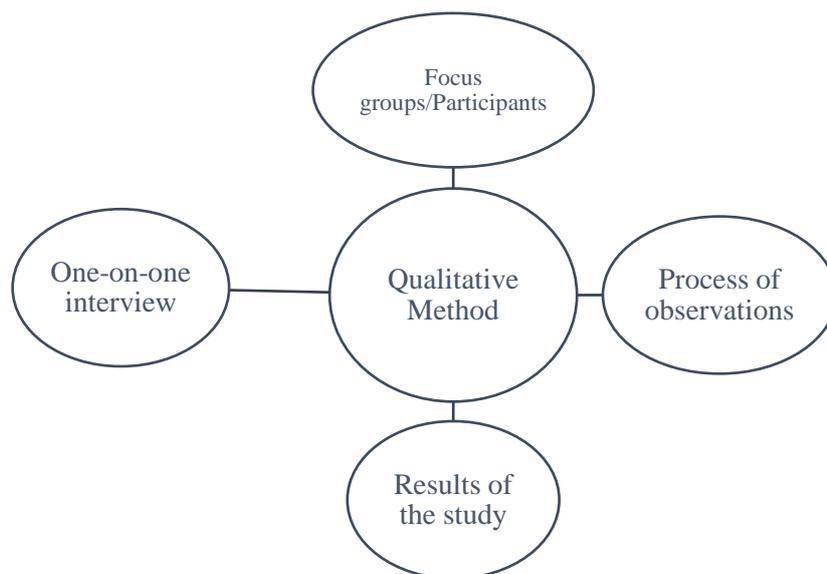 Focus
groups/Participants
One-on-one
interview
Qualitative
Method
Process of
observations
Results of
the study